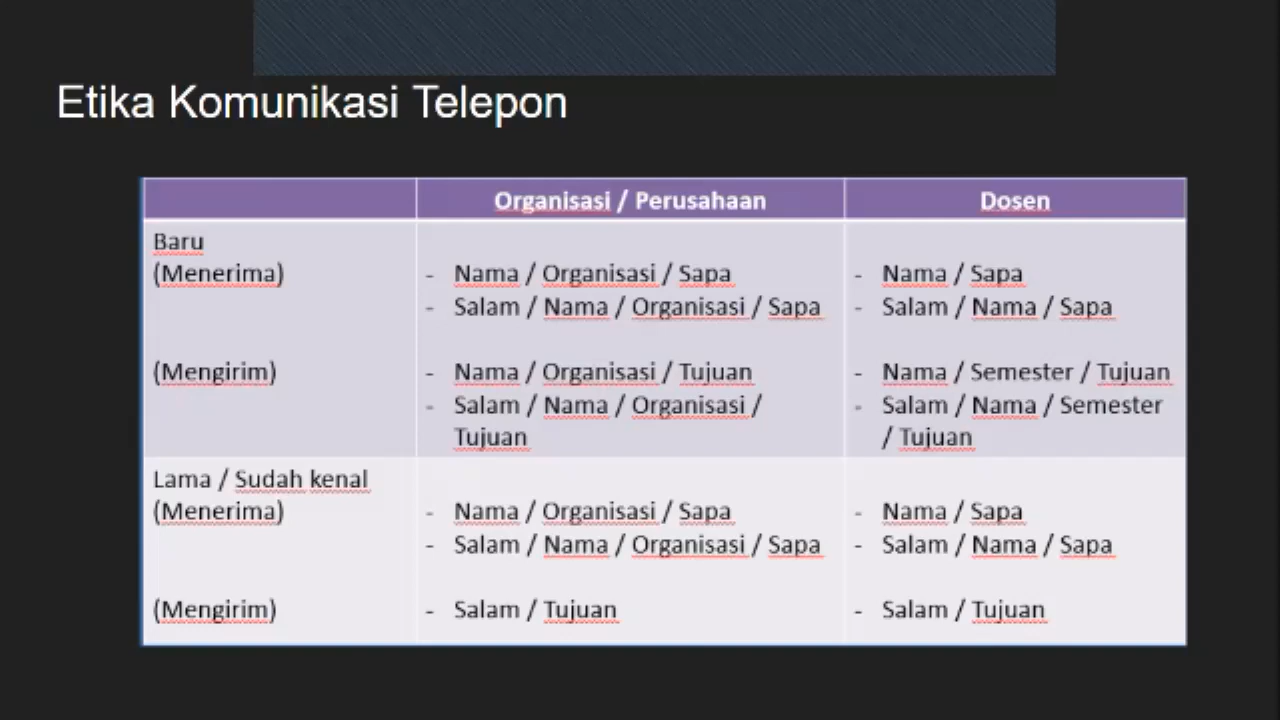 Etika Komunikasi Telepon
Organisasi / Perusahaan
Dosen
Baru
(Menerima)
- Nama / Organisasi / Sapa
- Salam / Nama / Organisasi / Sapa
- Nama / Sapa
- Salam / Nama / Sapa
(Mengirim)
- Nama / Organisasi / Tujuan
- Salam / Nama / Organisasi /
Tujuan
- Nama / Semester / Tujuan
- Salam / Nama / Semester
/ Tujuan
Lama / Sudah kenal
(Menerima)
- Nama / Organisasi / Sapa
- Salam / Nama / Organisasi / Sapa
- Nama / Sapa
- Salam / Nama / Sapa
(Mengirim)
- Salam / Tujuan
- Salam / Tujuan